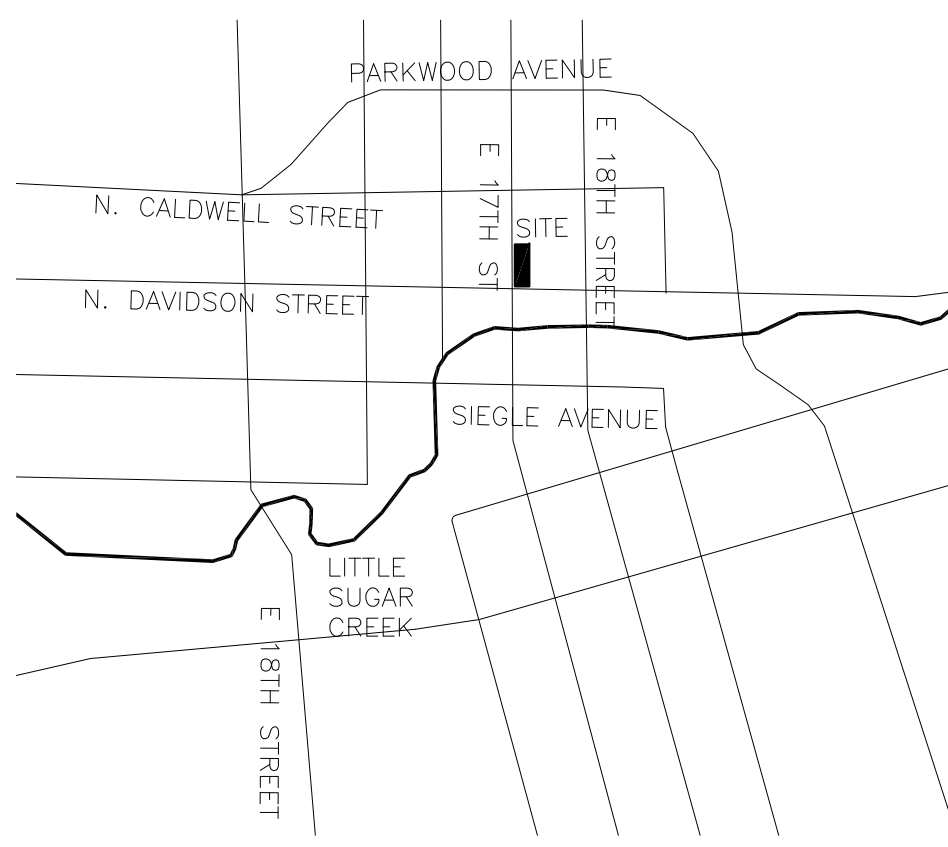 PARKWOOD AVENUE
E 18TH STREET
E 17TH ST
N. CALDWELL STREET
SITE
N. DAVIDSON STREET
SIEGLE AVENUE
LITTLE
SUGAR
CREEK
E 18TH STREET